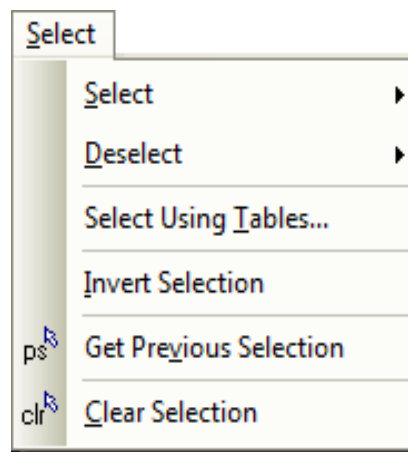 Select
Select
Deselect
Select Using Tables...
Invert Selection
ps Get Previous Selection
clr Clear Selection